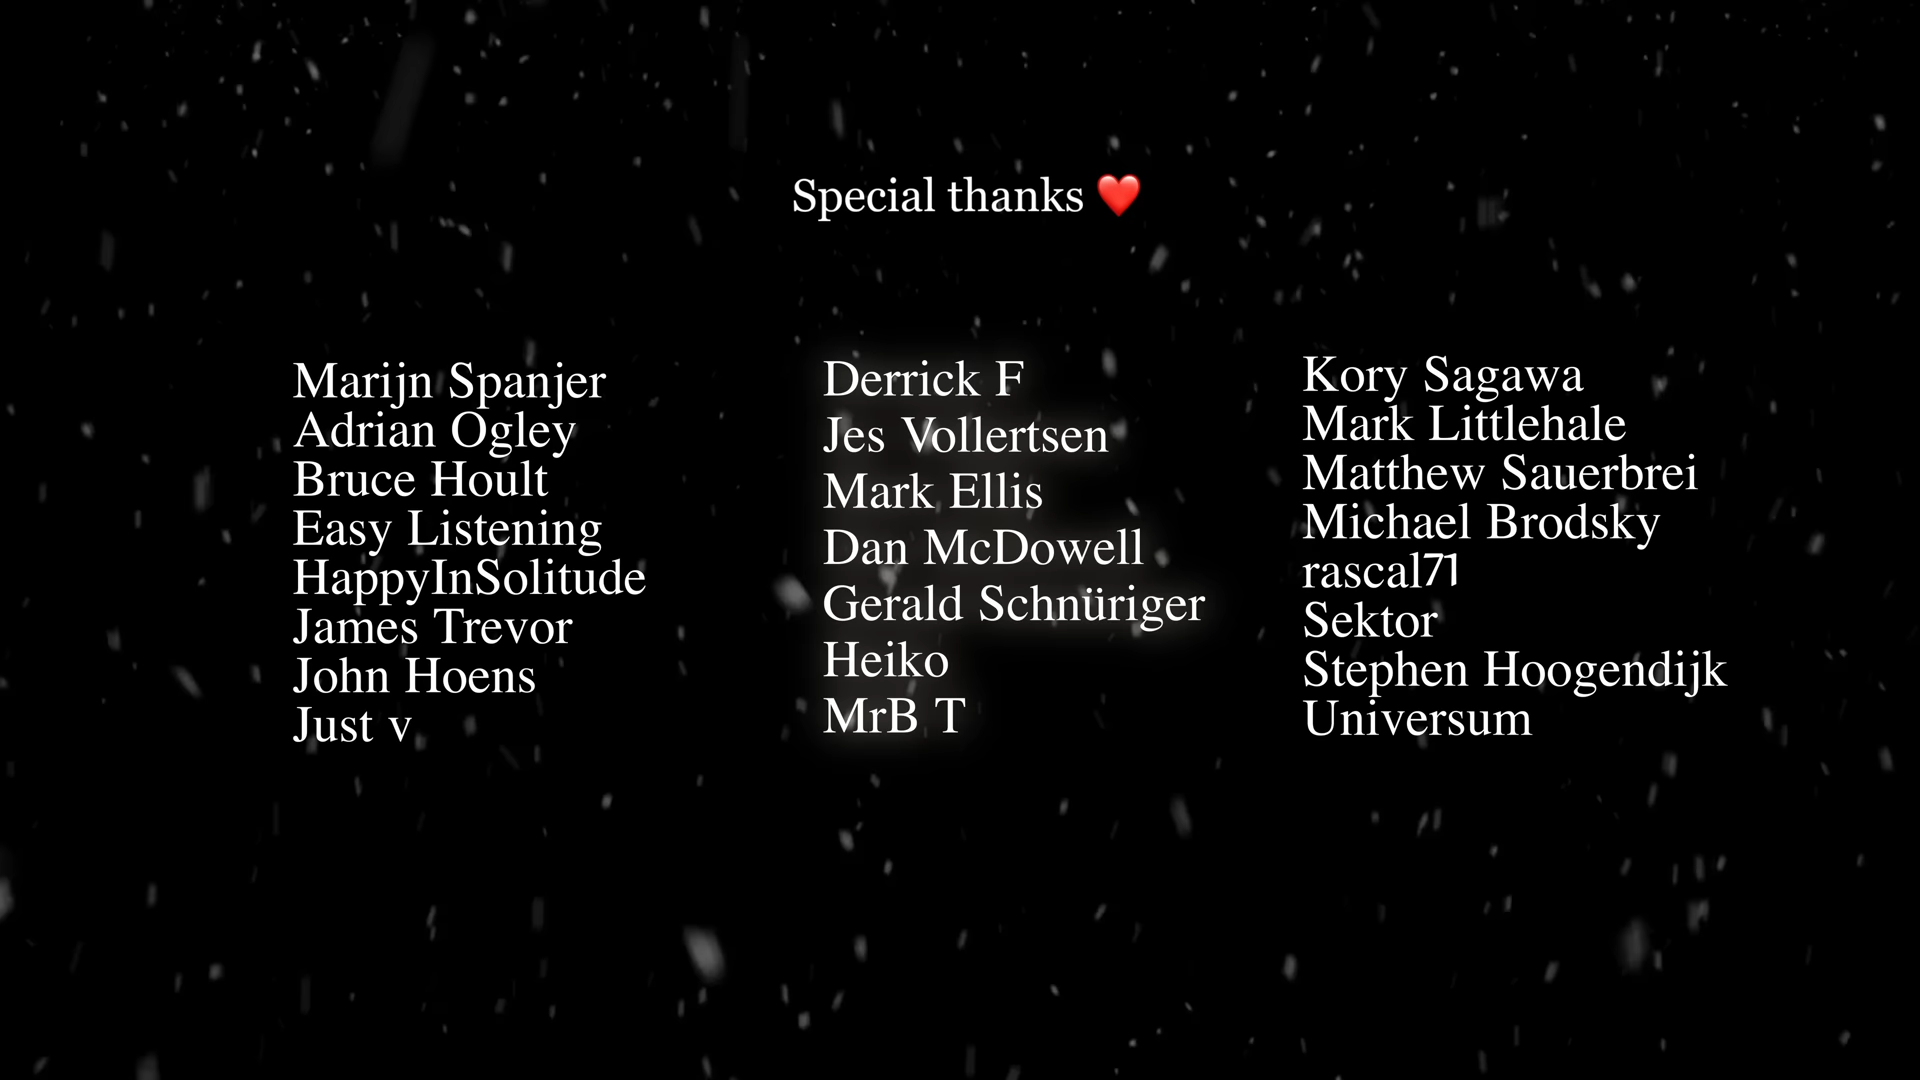 Special thanks ❤️
Marijn Spanjer
Adrian Ogley
Bruce Hoult
Easy Listening
HappyInSolitude
James Trevor
John Hoens
Just v
Derrick F
Jes Vollertsen
Mark Ellis
Dan McDowell
Gerald Schnüriger
Heiko
MrB T
Kory Sagawa
Mark Littlehale
Matthew Sauerbrei
Michael Brodsky
rascal71
Sektor
Stephen Hoogendijk
Universum